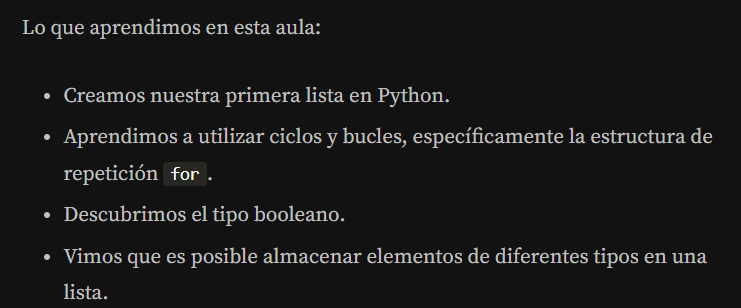 Lo que aprendimos en esta aula:
• Creamos nuestra primera lista en Python.
• Aprendimos a utilizar ciclos y bucles, específicamente la estructura de
repetición for.
• Descubrimos el tipo booleano.
• Vimos que es posible almacenar elementos de diferentes tipos en una
lista.